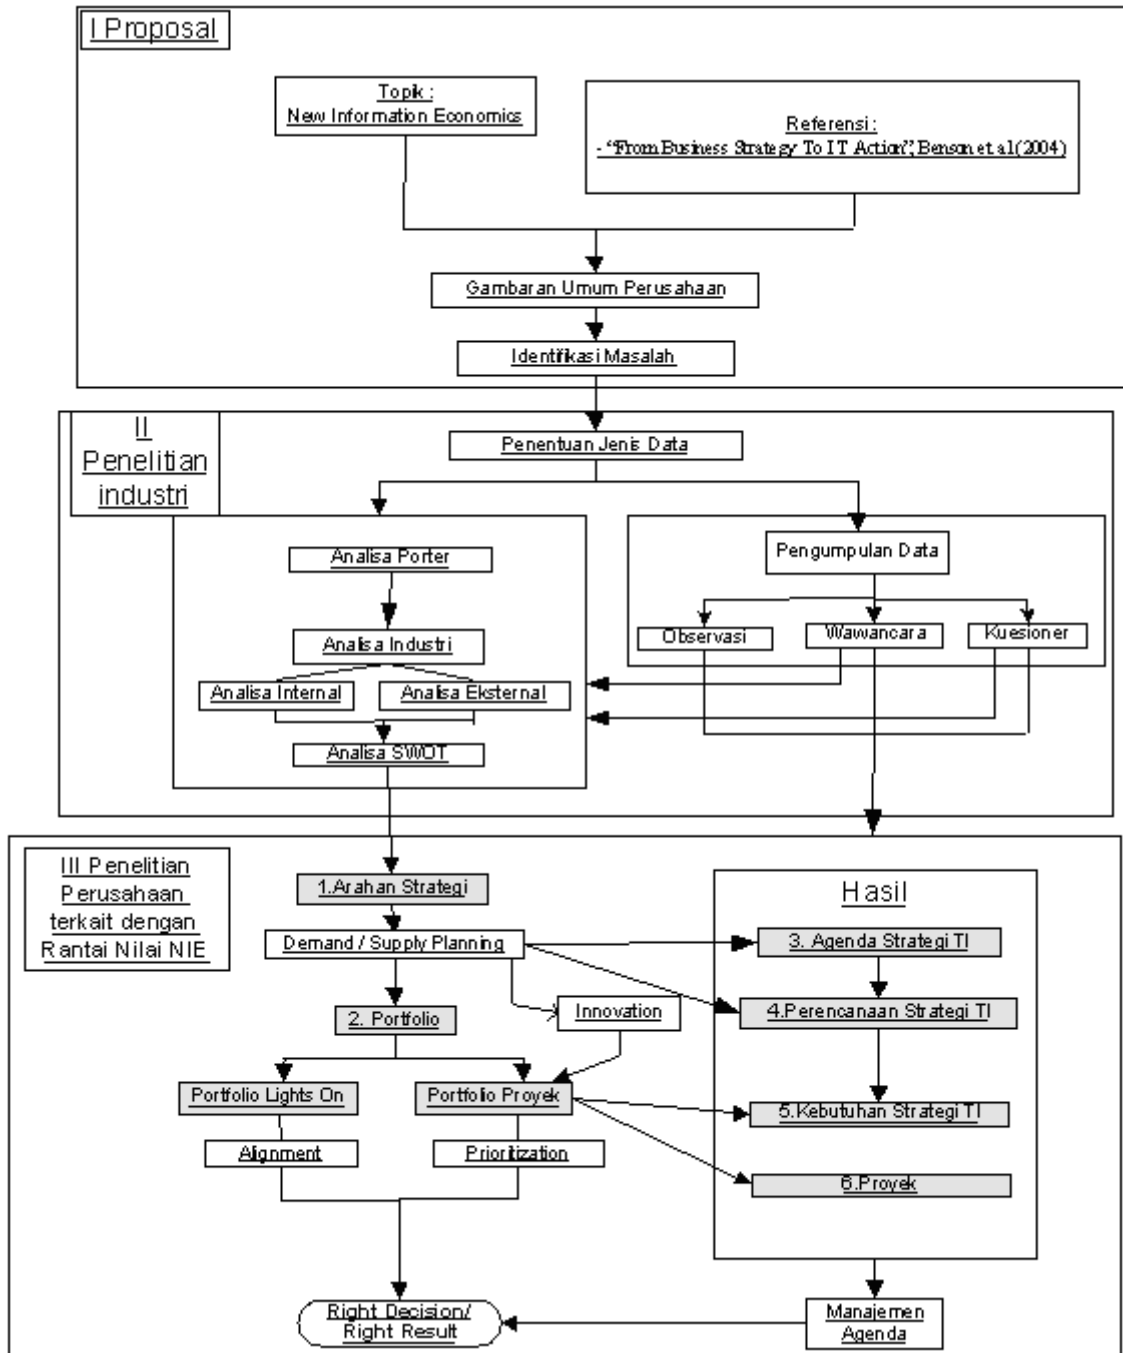 I Proposal
Topik :
New Information Economics
Referensi :
- “From Business Strategy To IT Action”, Benson et al (2004)
Gambaran Umum Perusahaan
Identifikasi Masalah
II
Penelitian
industri
Penentuan Jenis Data
Analisa Porter
Analisa Industri
Analisa Internal
Analisa Eksternal
Analisa SWOT
Pengumpulan Data
Observasi
Wawancara
Kuesioner
III Penelitian
Perusahaan
terkait dengan
Rantai Nilai NIE
1.Arahan Strategi
Demand / Supply Planning
2. Portfolio
Innovation
Portfolio Lights On
Portfolio Proyek
Alignment
Prioritization
Hasil
3. Agenda Strategi TI
4.Perencanaan Strategi TI
5.Kebutuhan Strategi TI
6.Proyek
Right Decision/
Right Result
Manajemen
Agenda